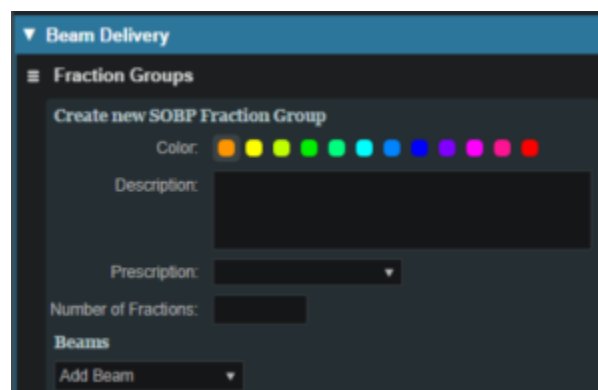 Beam Delivery
Fraction Groups
Create new SOBP Fraction Group
Color:
Description:
Prescription:
Number of Fractions:
Beams
Add Beam